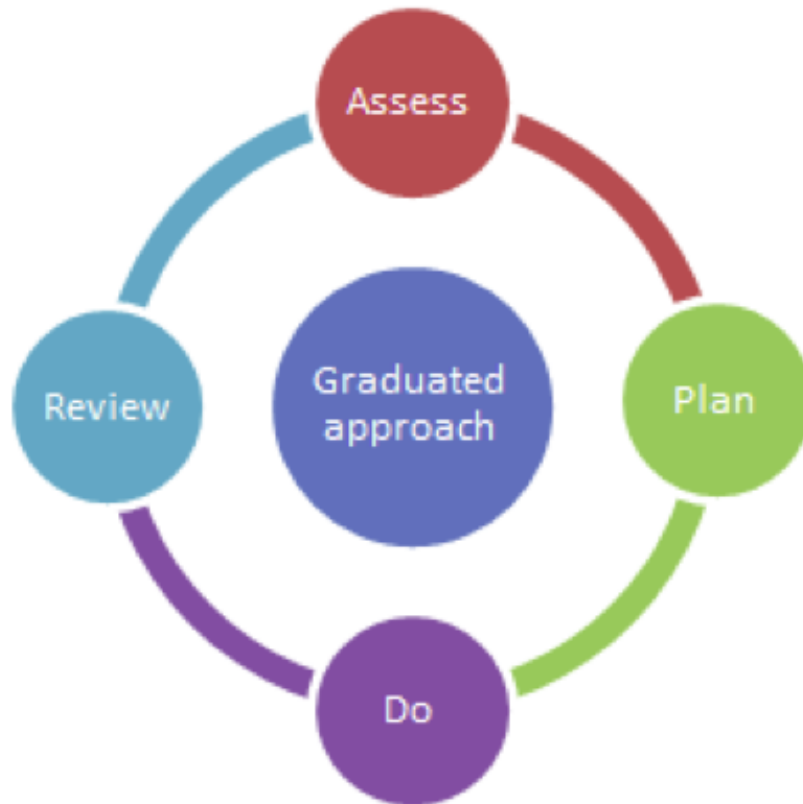 Assess
Graduated
approach
Plan
Review
Do